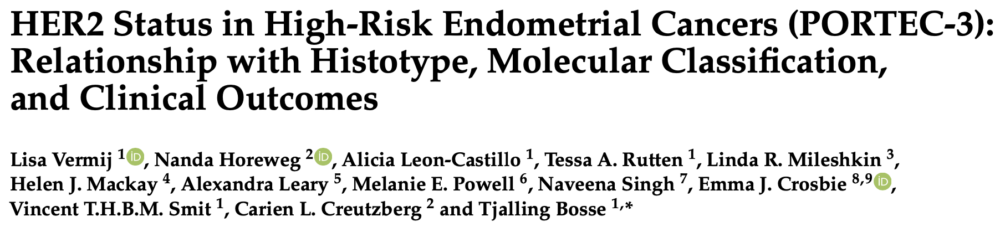 HER2 Status in High-Risk Endometrial Cancers (PORTEC-3):
Relationship with Histotype, Molecular Classification,
and Clinical Outcomes
Lisa Vermij 1 iD, Nanda Horeweg 2 iD, Alicia Leon-Castillo 1, Tessa A. Rutten 1, Linda R. Mileshkin 3,
Helen J. Mackay 4, Alexandra Leary 5, Melanie E. Powell 6, Naveena Singh 7, Emma J. Crosbie 8,9 iD,
Vincent T.H.B.M. Smit 1, Carien L. Creutzberg 2 and Tjalling Bosse 1,*